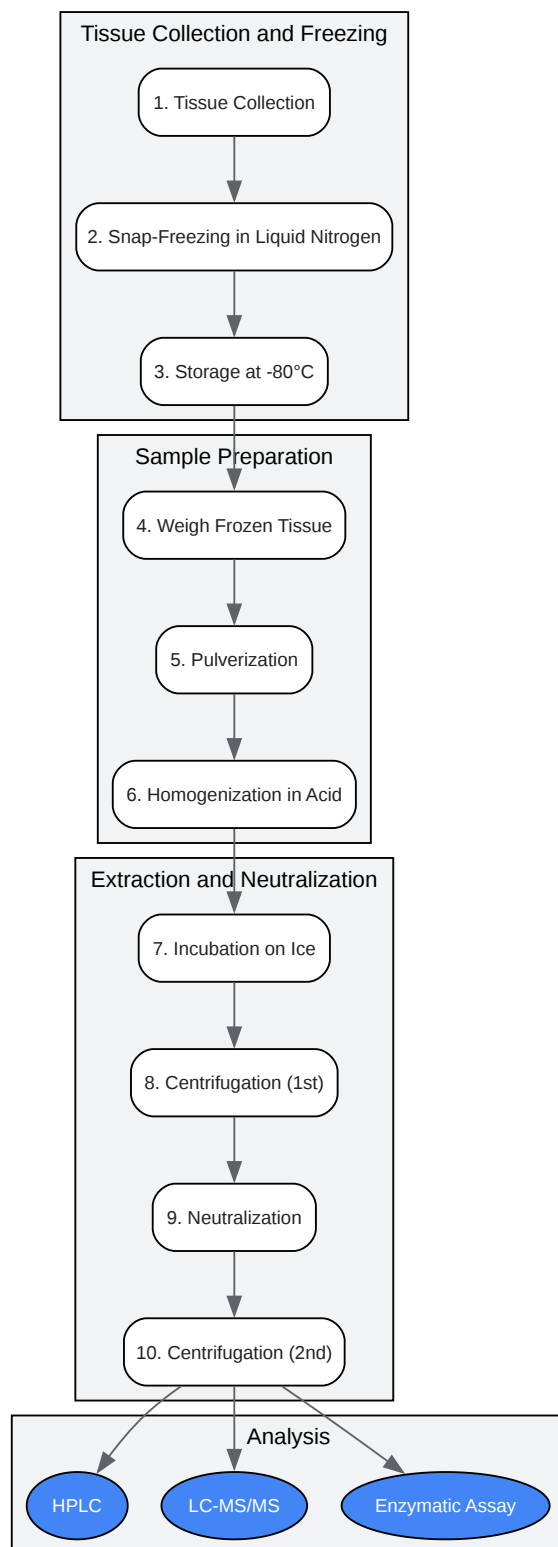 Tissue Collection and Freezing
1. Tissue Collection
2. Snap-Freezing in Liquid Nitrogen
3. Storage at -80°C
Sample Preparation
4. Weigh Frozen Tissue
5. Pulverization
6. Homogenization in Acid
Extraction and Neutralization
7. Incubation on Ice
8. Centrifugation (1st)
9. Neutralization
10. Centrifugation (2nd)
Analysis
HPLC
LC-MS/MS
Enzymatic Assay